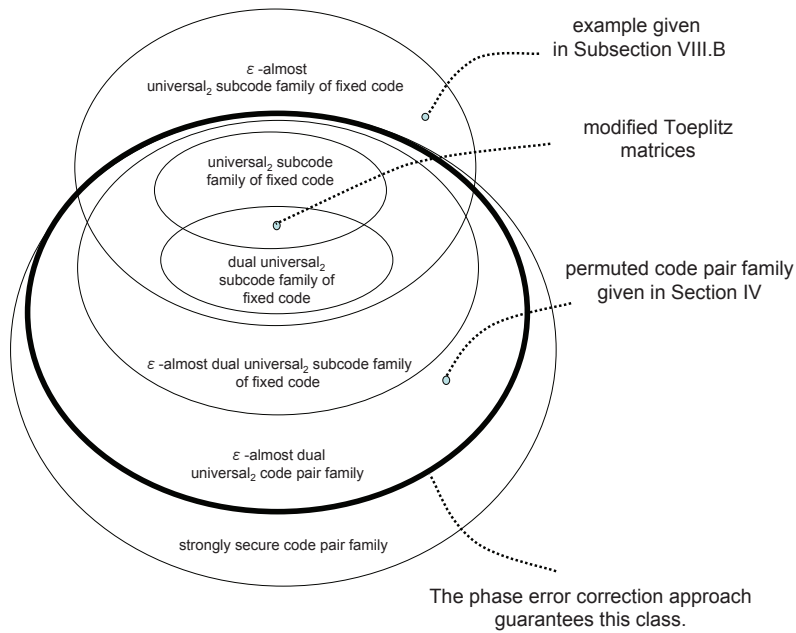 example given
in Subsection VIII.B
ε -almost
universal₂ subcode family of fixed code
modified Toeplitz
matrices
universal₂ subcode
family of fixed code
dual universal₂
subcode family of
fixed code
permuted code pair family
given in Section IV
ε -almost dual universal₂ subcode family
of fixed code
ε -almost dual
universal₂ code pair family
strongly secure code pair family
The phase error correction approach
guarantees this class.